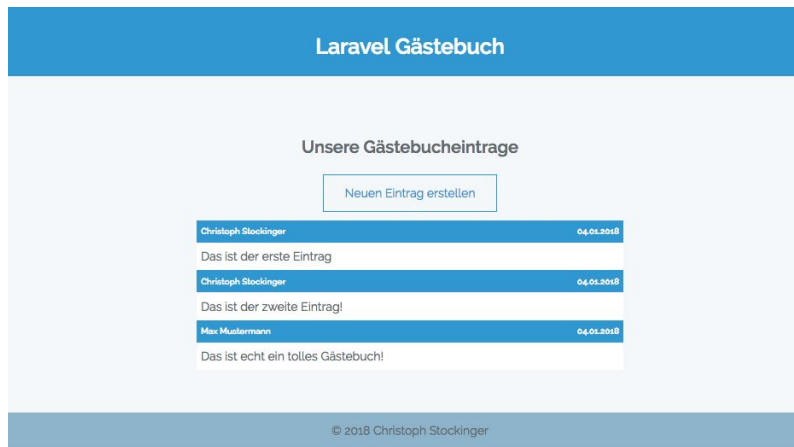 Laravel Gästebuch
Unsere Gästebucheintrage
Neuen Eintrag erstellen
Christoph Stockinger 04.01.2018
Das ist der erste Eintrag
Christoph Stockinger 04.01.2018
Das ist der zweite Eintrag!
Max Mustermann 04.01.2018
Das ist echt ein tolles Gästebuch!
© 2018 Christoph Stockinger